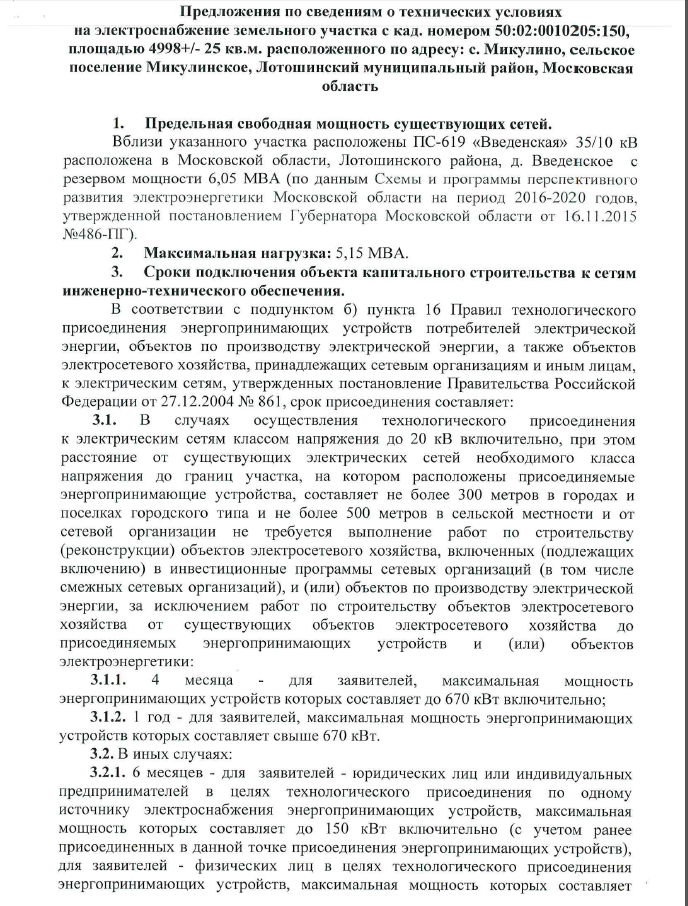 Предложения по сведениям о технических условиях
на электроснабжение земельного участка с кад. номером 50:02:0010205:150,
площадью 4998+/- 25 кв.м. расположенного по адресу: с. Микулино, сельское
поселение Микулинское, Лотошинский муниципальный район, Московская
область
1. Предельная свободная мощность существующих сетей.
Вблизи указанного участка расположены ПС-619 «Введенская» 35/10 кВ
расположена в Московской области, Лотошинского района, д. Введенское с
резервом мощности 6,05 МВА (по данным Схемы и программы перспективного
развития электроэнергетики Московской области на период 2016-2020 годов,
утвержденной постановлением Губернатора Московской области от 16.11.2015
№486-ПГ).
2. Максимальная нагрузка: 5,15 МВА.
3. Сроки подключения объекта капитального строительства к сетям
инженерно-технического обеспечения.
В соответствии с подпунктом б) пункта 16 Правил технологического
присоединения энергопринимающих устройств потребителей электрической
энергии, объектов по производству электрической энергии, а также объектов
электросетевого хозяйства, принадлежащих сетевым организациям и иным лицам,
к электрическим сетям, утвержденных постановление Правительства Российской
Федерации от 27.12.2004 № 861, срок присоединения составляет:
3.1. В случаях осуществления технологического присоединения
к электрическим сетям классом напряжения до 20 кВ включительно, при этом
расстояние от существующих электрических сетей необходимого класса
напряжения до границ участка, на котором расположены присоединяемые
энергопринимающие устройства, составляет не более 300 метров в городах и
поселках городского типа и не более 500 метров в сельской местности и от
сетевой организации не требуется выполнение работ по строительству
(реконструкции) объектов электросетевого хозяйства, включенных (подлежащих
включению) в инвестиционные программы сетевых организаций (в том числе
смежных сетевых организаций), и (или) объектов по производству электрической
энергии, за исключением работ по строительству объектов электросетевого
хозяйства от существующих объектов электросетевого хозяйства до
присоединяемых энергопринимающих устройств и (или) объектов
электроэнергетики:
3.1.1. 4 месяца - для заявителей, максимальная мощность
энергопринимающих устройств которых составляет до 670 кВт включительно;
3.1.2. 1 год - для заявителей, максимальная мощность энергопринимающих
устройств которых составляет свыше 670 кВт.
3.2. В иных случаях:
3.2.1. 6 месяцев - для заявителей - юридических лиц или индивидуальных
предпринимателей в целях технологического присоединения по одному
источнику электроснабжения энергопринимающих устройств, максимальная
мощность которых составляет до 150 кВт включительно (с учетом ранее
присоединенных в данной точке присоединения энергопринимающих устройств),
для заявителей - физических лиц в целях технологического присоединения
энергопринимающих устройств, максимальная мощность которых составляет